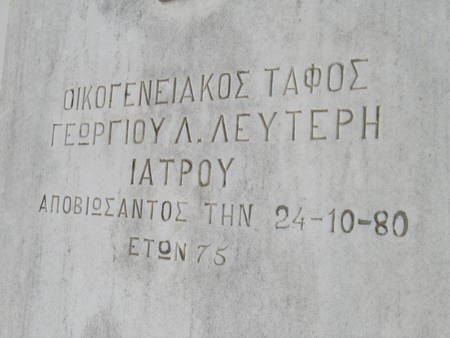 ΟΙΚΟΓΕΝΕΙΑΚΟΣ ΤΑΦΟΣ
ΓΕΩΡΓΙΟΥ Λ. ΛΕΥΤΕΡΗ
ΙΑΤΡΟΥ
ΑΠΟΒΙΩΣΑΝΤΟΣ ΤΗΝ 24-10-80
ΕΤΩΝ 75